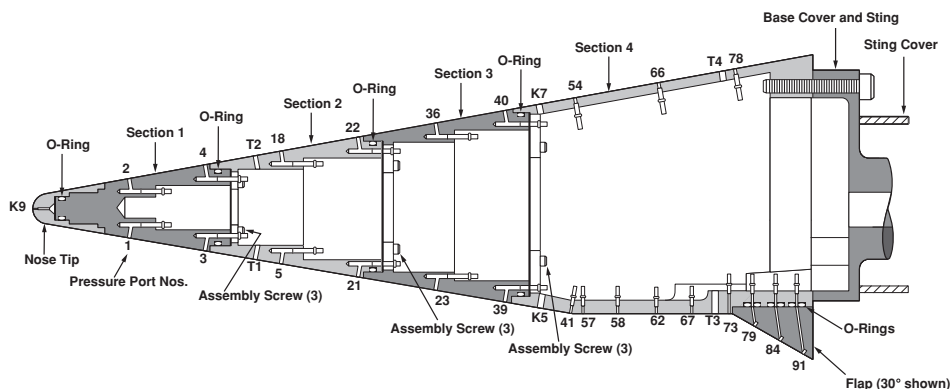 Base Cover and Sting
Sting Cover
Section 4
T4 78
66
O-Ring
K7
54
Section 3
40
O-Ring
36
Section 2
22
O-Ring
T2 18
Section 1
4
O-Ring
2
K9
Nose Tip
1
Pressure Port Nos.
3
T1 5
Assembly Screw (3)
21
23
Assembly Screw (3)
39
K5
Assembly Screw (3)
41 57 58 62 67 T3 73
79
84
91
O-Rings
Flap (30° shown)